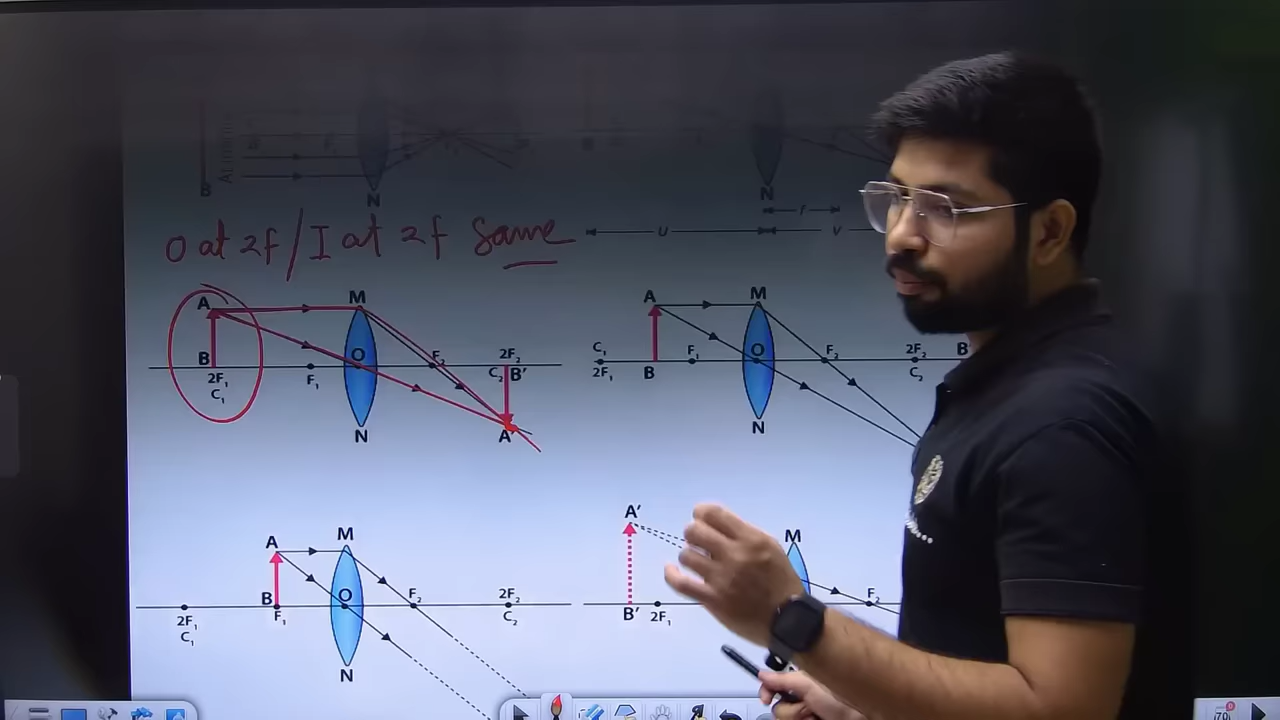 B
N
N
f
u
v
O at 2f / I at 2f Same
A M
B O F₂ 2F₂
2F₁ F₁ C₂ B′
C₁
N A′
A M
C₁ F₁ O F₂ 2F₂ B′
2F₁ B C₂
N
A M
B O F₂ 2F₂
2F₁ F₁ C₂
C₁
N
A′ M
F₂
B′ 2F₁